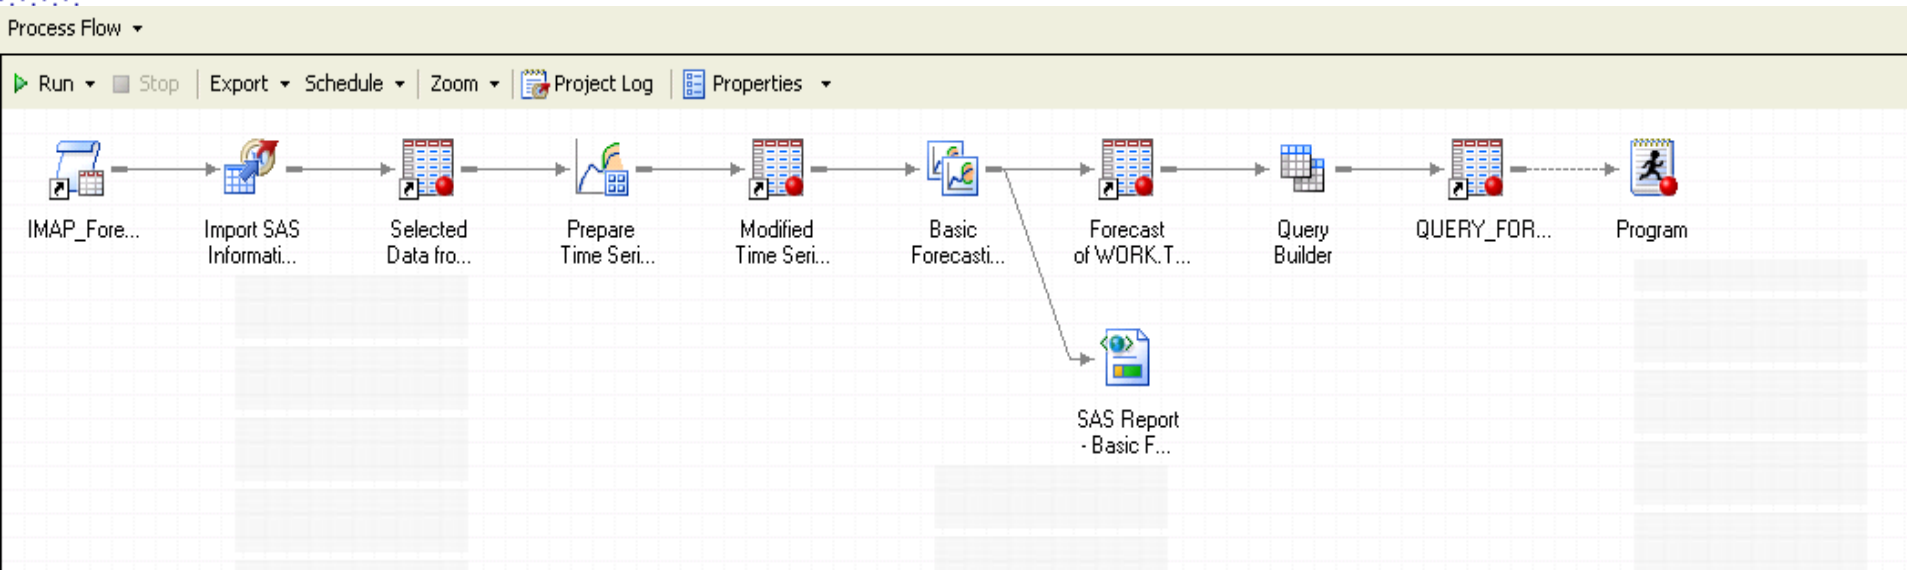 Process Flow
Run Stop Export Schedule Zoom Project Log Properties
IMAP_Fore...
Import SAS
Informati...
Selected
Data fro...
Prepare
Time Seri...
Modified
Time Seri...
Basic
Forecasti...
Forecast
of WORK.T...
Query
Builder
QUERY_FOR...
Program
SAS Report
- Basic F...